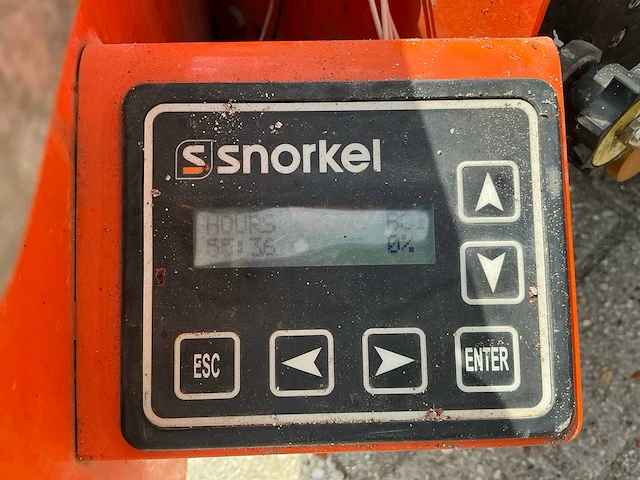 snorkel
HOURS
55:36 0%
ESC
ENTER